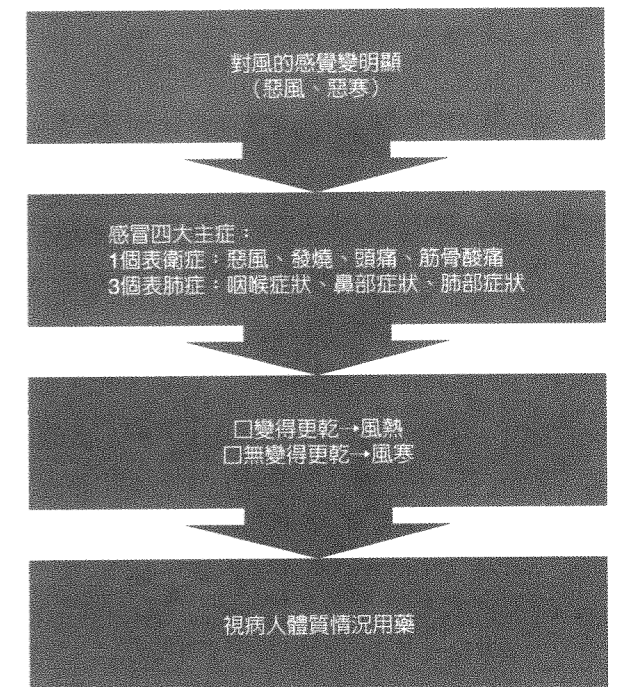 對風的感覺變明顯
（惡風、惡寒）
感冒四大主症：
1個表衛症：惡風、發燒、頭痛、筋骨酸痛
3個表肺症：咽喉症狀、鼻部症狀、肺部症狀
口變得更乾→風熱
口無變得更乾→風寒
視病人體質情況用藥